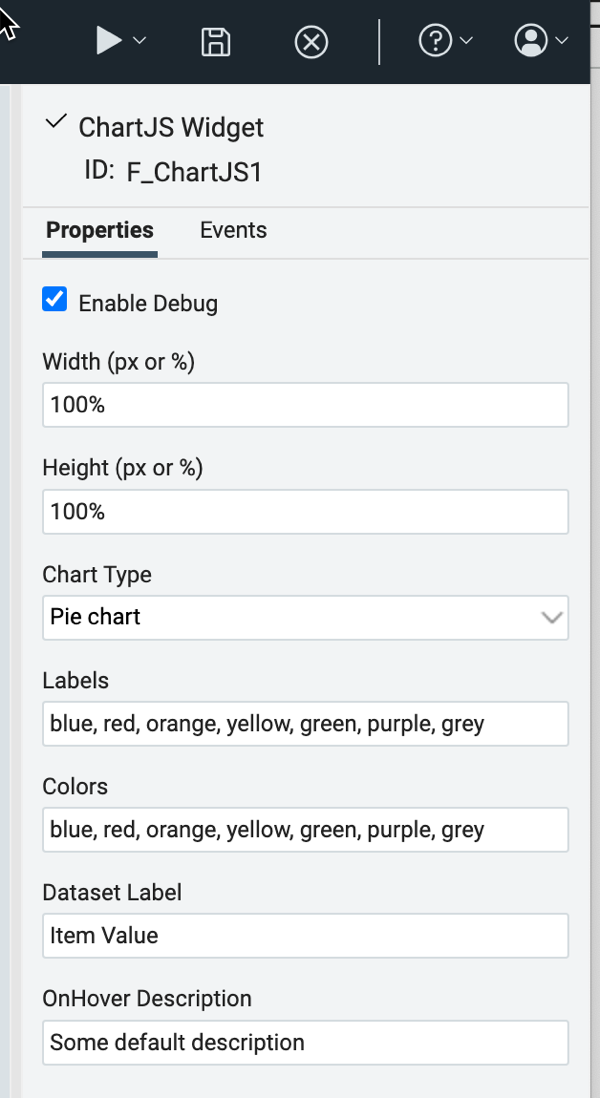 ChartJS Widget
ID: F_ChartJS1
Properties Events
Enable Debug
Width (px or %)
100%
Height (px or %)
100%
Chart Type
Pie chart
Labels
blue, red, orange, yellow, green, purple, grey
Colors
blue, red, orange, yellow, green, purple, grey
Dataset Label
Item Value
OnHover Description
Some default description